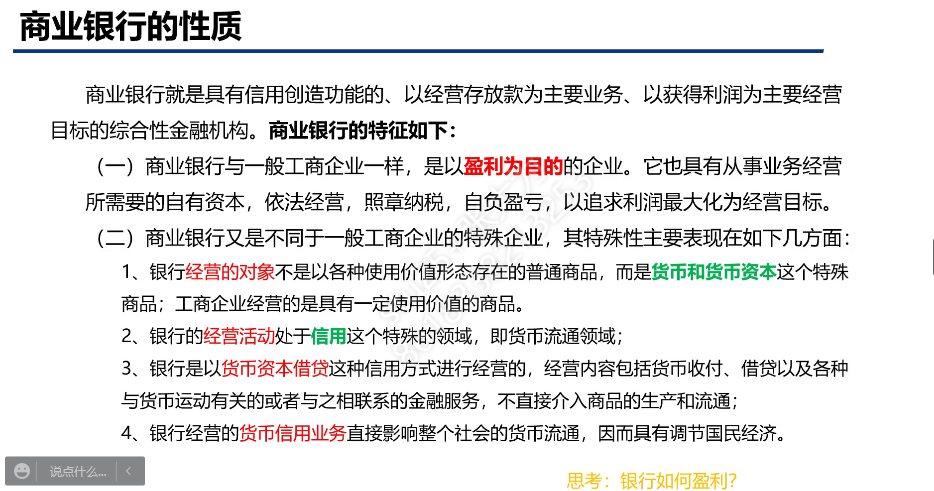 商业银行的性质
商业银行就是具有信用创造功能的、以经营存放款为主要业务、以获得利润为主要经营
目标的综合性金融机构。商业银行的特征如下：
（一）商业银行与一般工商企业一样，是以盈利为目的的企业。它也具有从事业务经营
所需要的自有资本，依法经营，照章纳税，自负盈亏，以追求利润最大化为经营目标。
（二）商业银行又是不同于一般工商企业的特殊企业，其特殊性主要表现在如下几方面：
1、银行经营的对象不是以各种使用价值形态存在的普通商品，而是货币和货币资本这个特殊
商品；工商企业经营的是具有一定使用价值的商品。
2、银行的经营活动处于信用这个特殊的领域，即货币流通领域；
3、银行是以货币资本借贷这种信用方式进行经营的，经营内容包括货币收付、借贷以及各种
与货币运动有关的或者与之相联系的金融服务，不直接介入商品的生产和流通；
4、银行经营的货币信用业务直接影响整个社会的货币流通，因而具有调节国民经济。
说点什么...
思考：银行如何盈利？